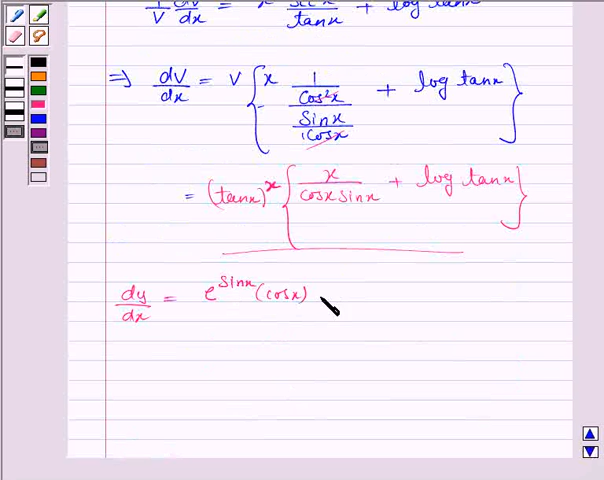 1/V dV/dx = x sec²x/tanx + log tanx
⇒ dV/dx = V { x (1/cos²x)/(sinx/cosx) + log tanx }
= (tanx)^x { x/(cosx sinx) + log tanx }
dy/dx = e^sinx (cosx)